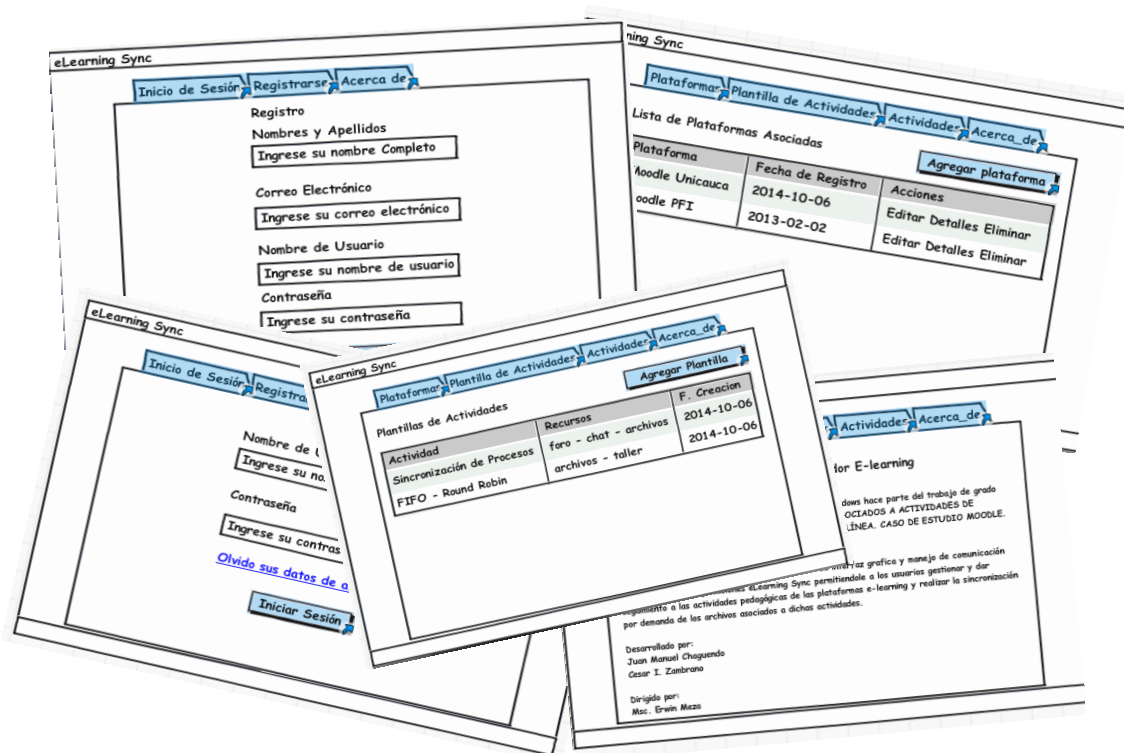 eLearning Sync
Inicio de Sesión Registrarse Acerca de
Registro
Nombres y Apellidos
Ingrese su nombre Completo
Correo Electrónico
Ingrese su correo electrónico
Nombre de Usuario
Ingrese su nombre de usuario
Contraseña
Ingrese su contraseña
Sync
Plataformas Plantilla de Actividades Actividades Acerca_de
Lista de Plataformas Asociadas
Agregar plataforma
Plataforma Fecha de Registro Acciones
Moodle Unicauca 2014-10-06 Editar Detalles Eliminar
PFI 2013-02-02 Editar Detalles Eliminar
eLearning Sync
Inicio de Sesión
Nombre de
Ingrese su
Contraseña
Ingrese su
Olvido sus datos de
Iniciar Sesión
eLearning Sync
Plataformas Plantilla de Actividades Actividades Acerca_de
Agregar Plantilla
Plantillas de Actividades
Actividad Recursos F. Creacion
Sincronización de Procesos foro - chat - archivos 2014-10-06
FIFO - Round Robin archivos - taller 2014-10-06
Actividades Acerca_de
E-learning
hace parte del trabajo de grado
A ACTIVIDADES DE
LÍNEA. CASO DE ESTUDIO MOODLE.
grafica y manejo de comunicación
eLearning Sync permitiendole a los usuarios gestionar y dar
a las actividades pedagógicas de las plataformas e-learning y realizar la sincronización
por demanda de los archivos asociados a dichas actividades.
Desarrollado por:
Juan Manuel Chaguendo
Cesar I. Zambrano
Dirigido por:
Msc. Erwin Meza